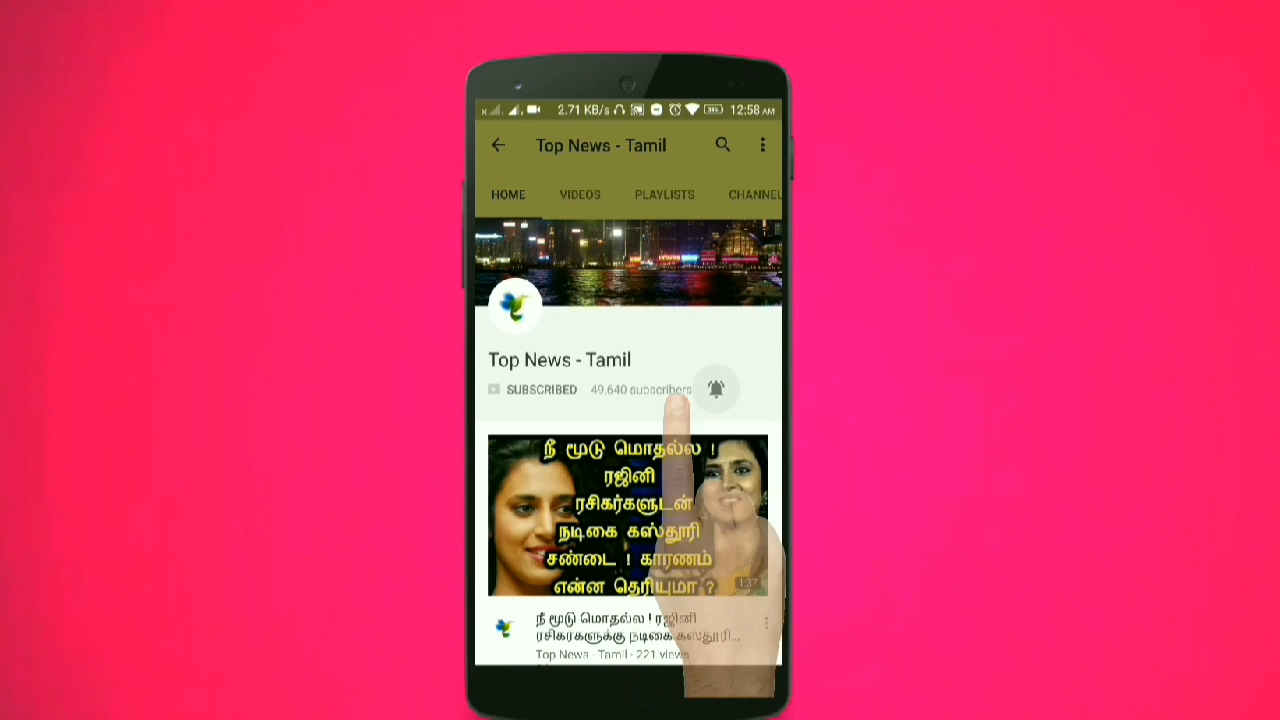 2.71 KB/s 12:58 AM
Top News - Tamil
HOME VIDEOS PLAYLISTS CHANNEL
Top News - Tamil
SUBSCRIBED 49,640 subscribers
நீ மூடு மொதல்ல !
ரஜினி
ரசிகர்களுடன்
நடிகை கஸ்தூரி
சண்டை ! காரணம்
என்ன தெரியுமா ?
1:37
நீ மூடு மொதல்ல ! ரஜினி
ரசிகர்களுக்கு நடிகை கஸ்தூரி...
Top News - Tamil · 221 views